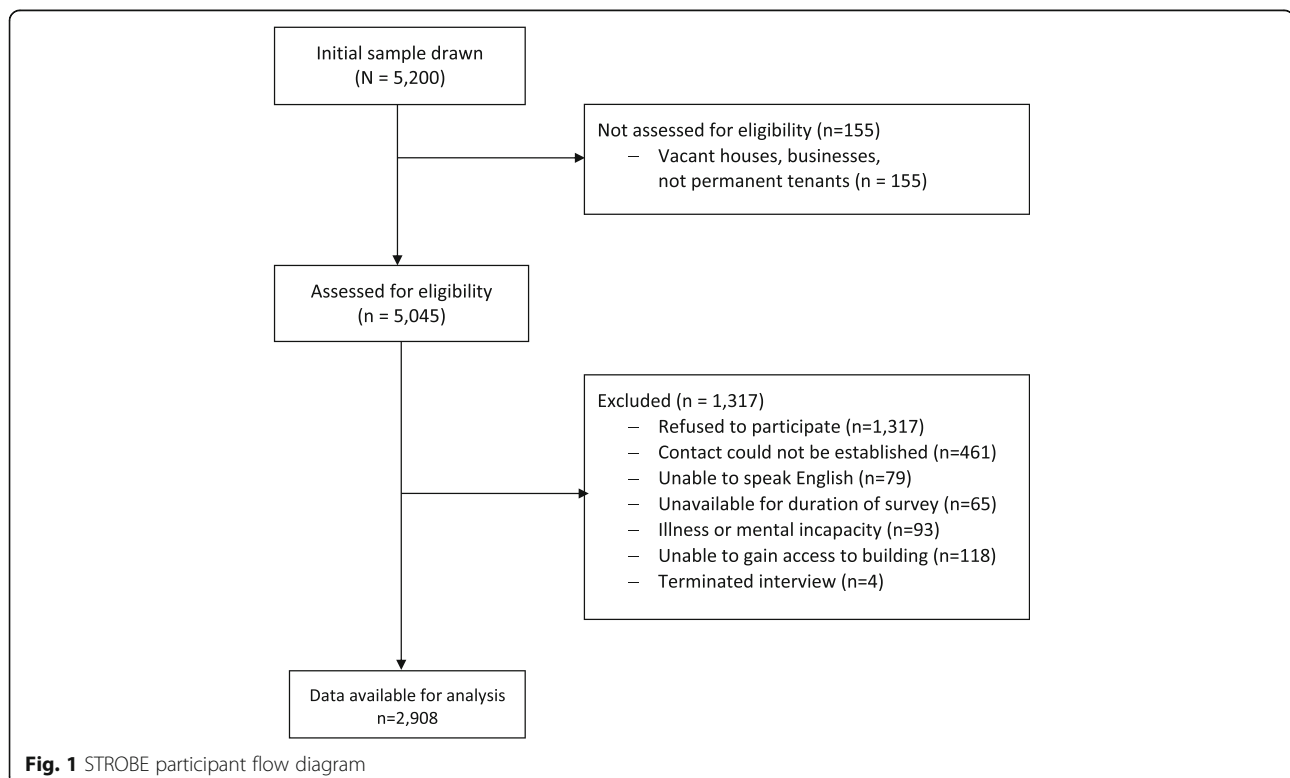 Initial sample drawn
(N = 5,200)
Not assessed for eligibility (n=155)
– Vacant houses, businesses,
not permanent tenants (n = 155)
Assessed for eligibility
(n = 5,045)
Excluded (n = 1,317)
– Refused to participate (n=1,317)
– Contact could not be established (n=461)
– Unable to speak English (n=79)
– Unavailable for duration of survey (n=65)
– Illness or mental incapacity (n=93)
– Unable to gain access to building (n=118)
– Terminated interview (n=4)
Data available for analysis
n=2,908
Fig. 1 STROBE participant flow diagram